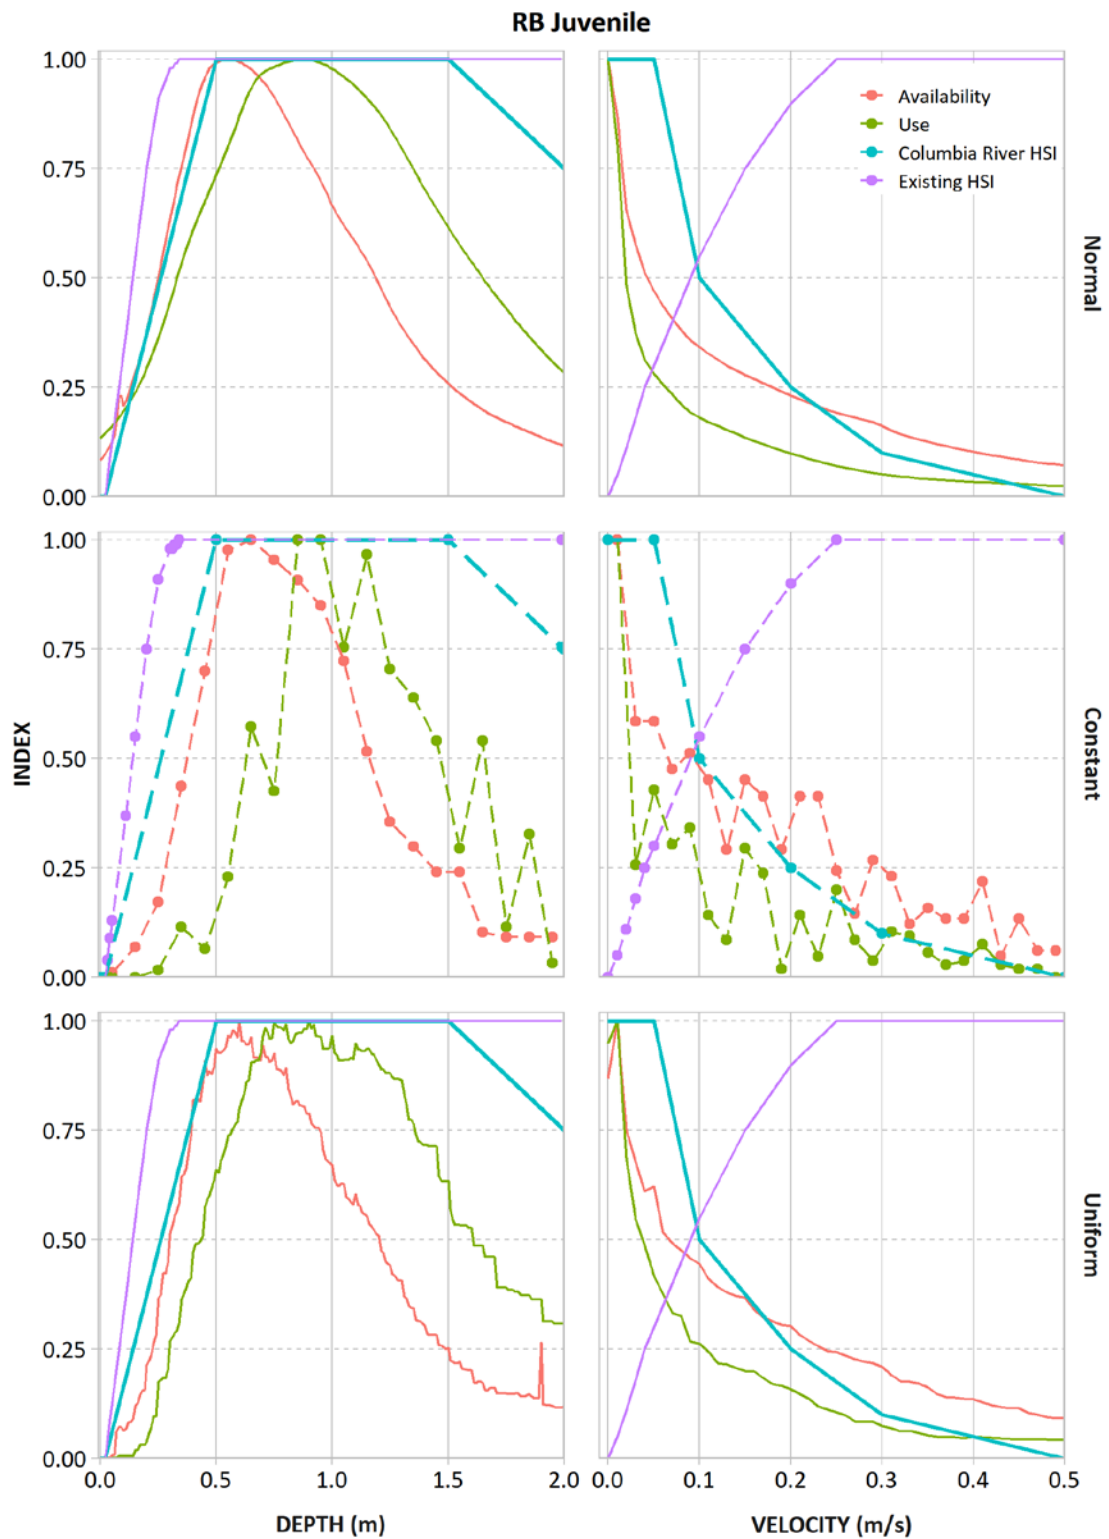 RB Juvenile
1.00
0.75
0.50
0.25
0.00
Availability
Use
Columbia River HSI
Existing HSI
Normal
INDEX
1.00
0.75
0.50
0.25
0.00
Constant
1.00
0.75
0.50
0.25
0.00
Uniform
0.0 0.5 1.0 1.5 2.0
0.0 0.1 0.2 0.3 0.4 0.5
DEPTH (m)
VELOCITY (m/s)